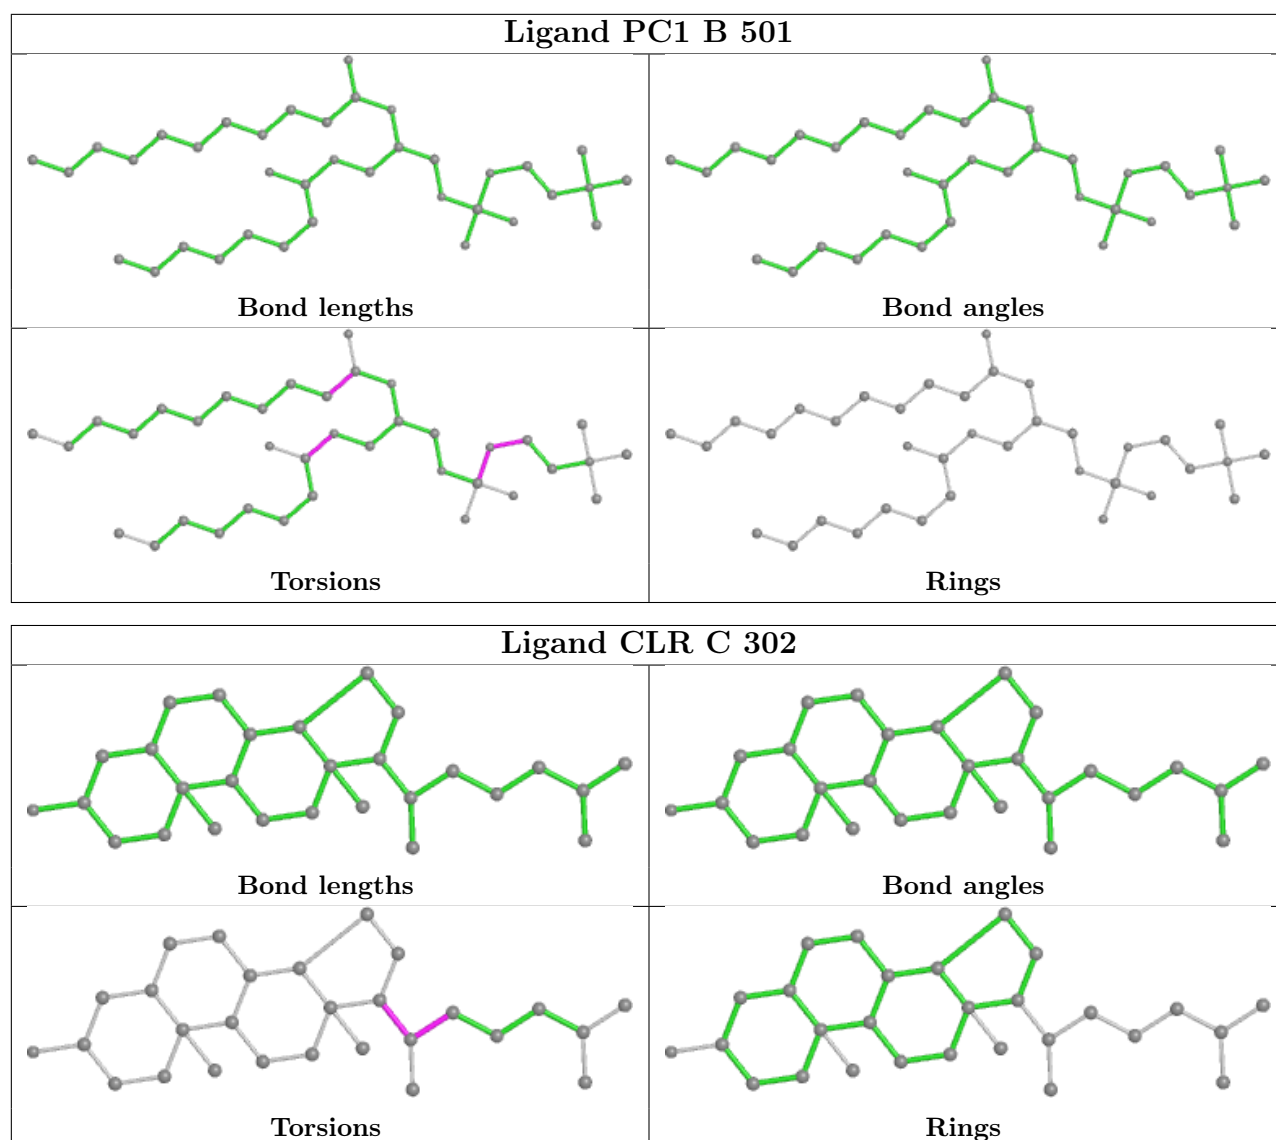 Ligand PC1 B 501
Bond lengths
Bond angles
Torsions
Rings
Ligand CLR C 302
Bond lengths
Bond angles
Torsions
Rings